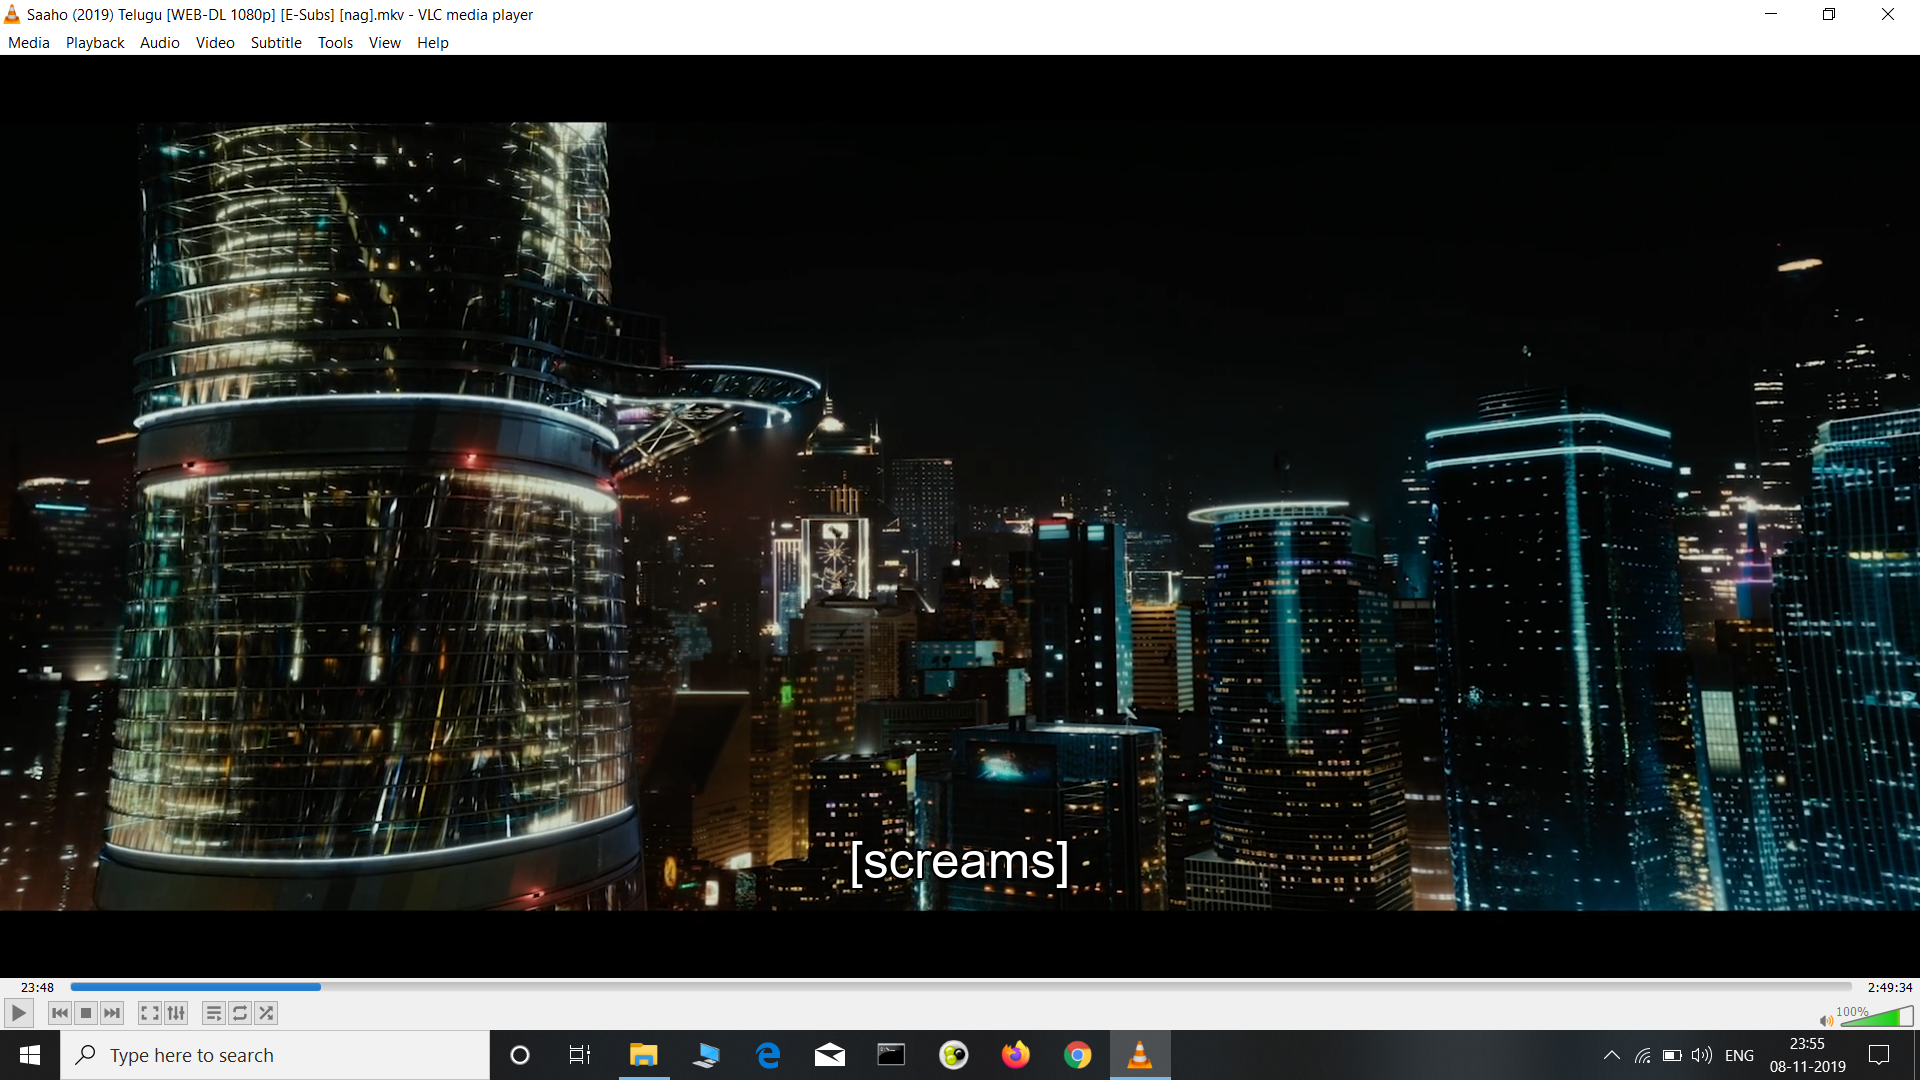 Saaho (2019) Telugu [WEB-DL 1080p] [E-Subs] [nag].mkv - VLC media player
Media Playback Audio Video Subtitle Tools View Help
[screams]
23:48
2:49:34
100%
Type here to search
ENG
23:55
08-11-2019